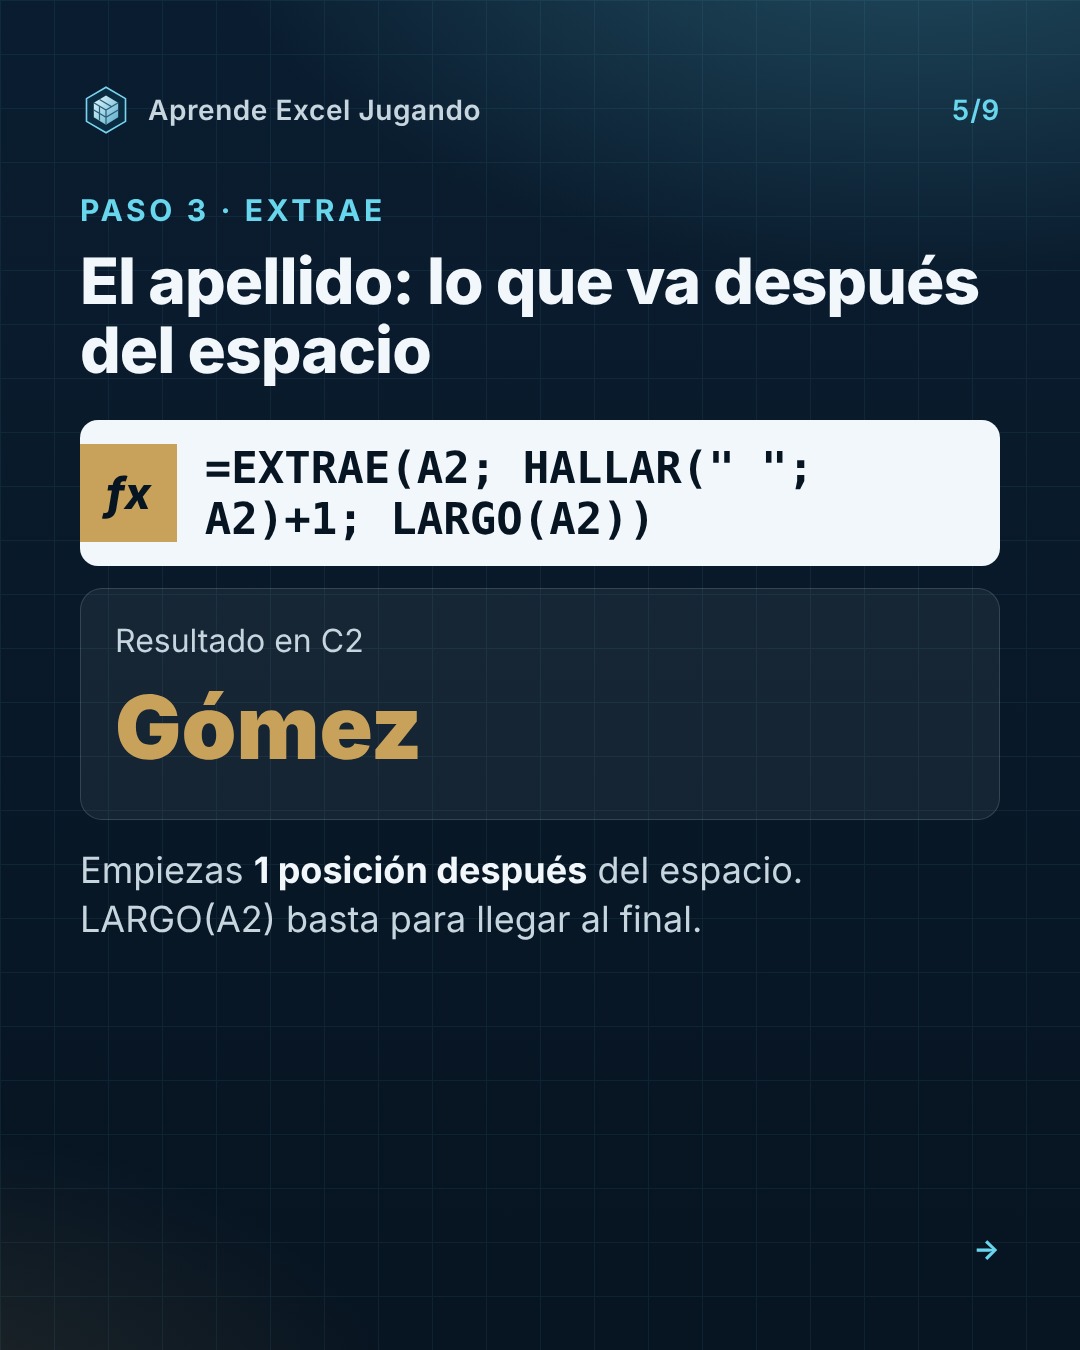 Aprende Excel Jugando
5/9
PASO 3 · EXTRAE
El apellido: lo que va después
del espacio
fx
=EXTRAE(A2; HALLAR(" ";
A2)+1; LARGO(A2))
Resultado en C2
Gómez
Empiezas 1 posición después del espacio.
LARGO(A2) basta para llegar al final.
→